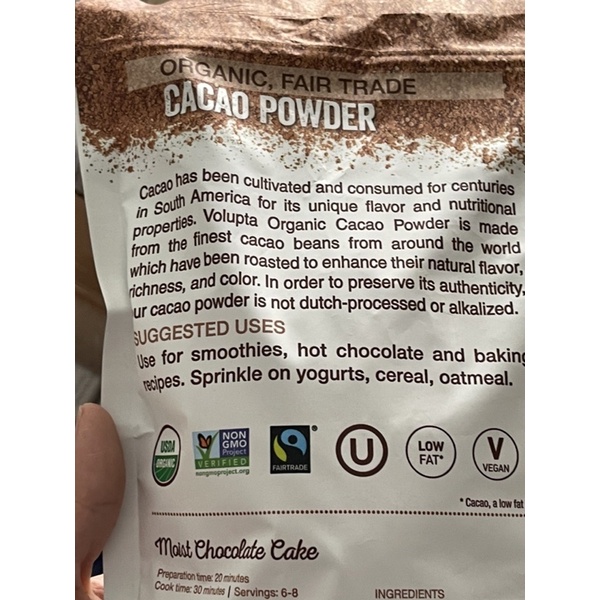 ORGANIC, FAIR TRADE
CACAO POWDER
Cacao has been cultivated and consumed for centuries
in South America for its unique flavor and nutritional
properties. Volupta Organic Cacao Powder is made
from the finest cacao beans from around the world
which have been roasted to enhance their natural flavor,
richness, and color. In order to preserve its authenticity,
ur cacao powder is not dutch-processed or alkalized.
SUGGESTED USES
Use for smoothies, hot chocolate and baking
recipes. Sprinkle on yogurts, cereal, oatmeal.
USDA
ORGANIC
NON
GMO
Project
VERIFIED
nongmoproject.org
FAIRTRADE
®
U
LOW
FAT*
V
VEGAN
* Cacao, a low fat
Moist Chocolate Cake
Preparation time: 20 minutes
Cook time: 30 minutes | Servings: 6-8
INGREDIENTS